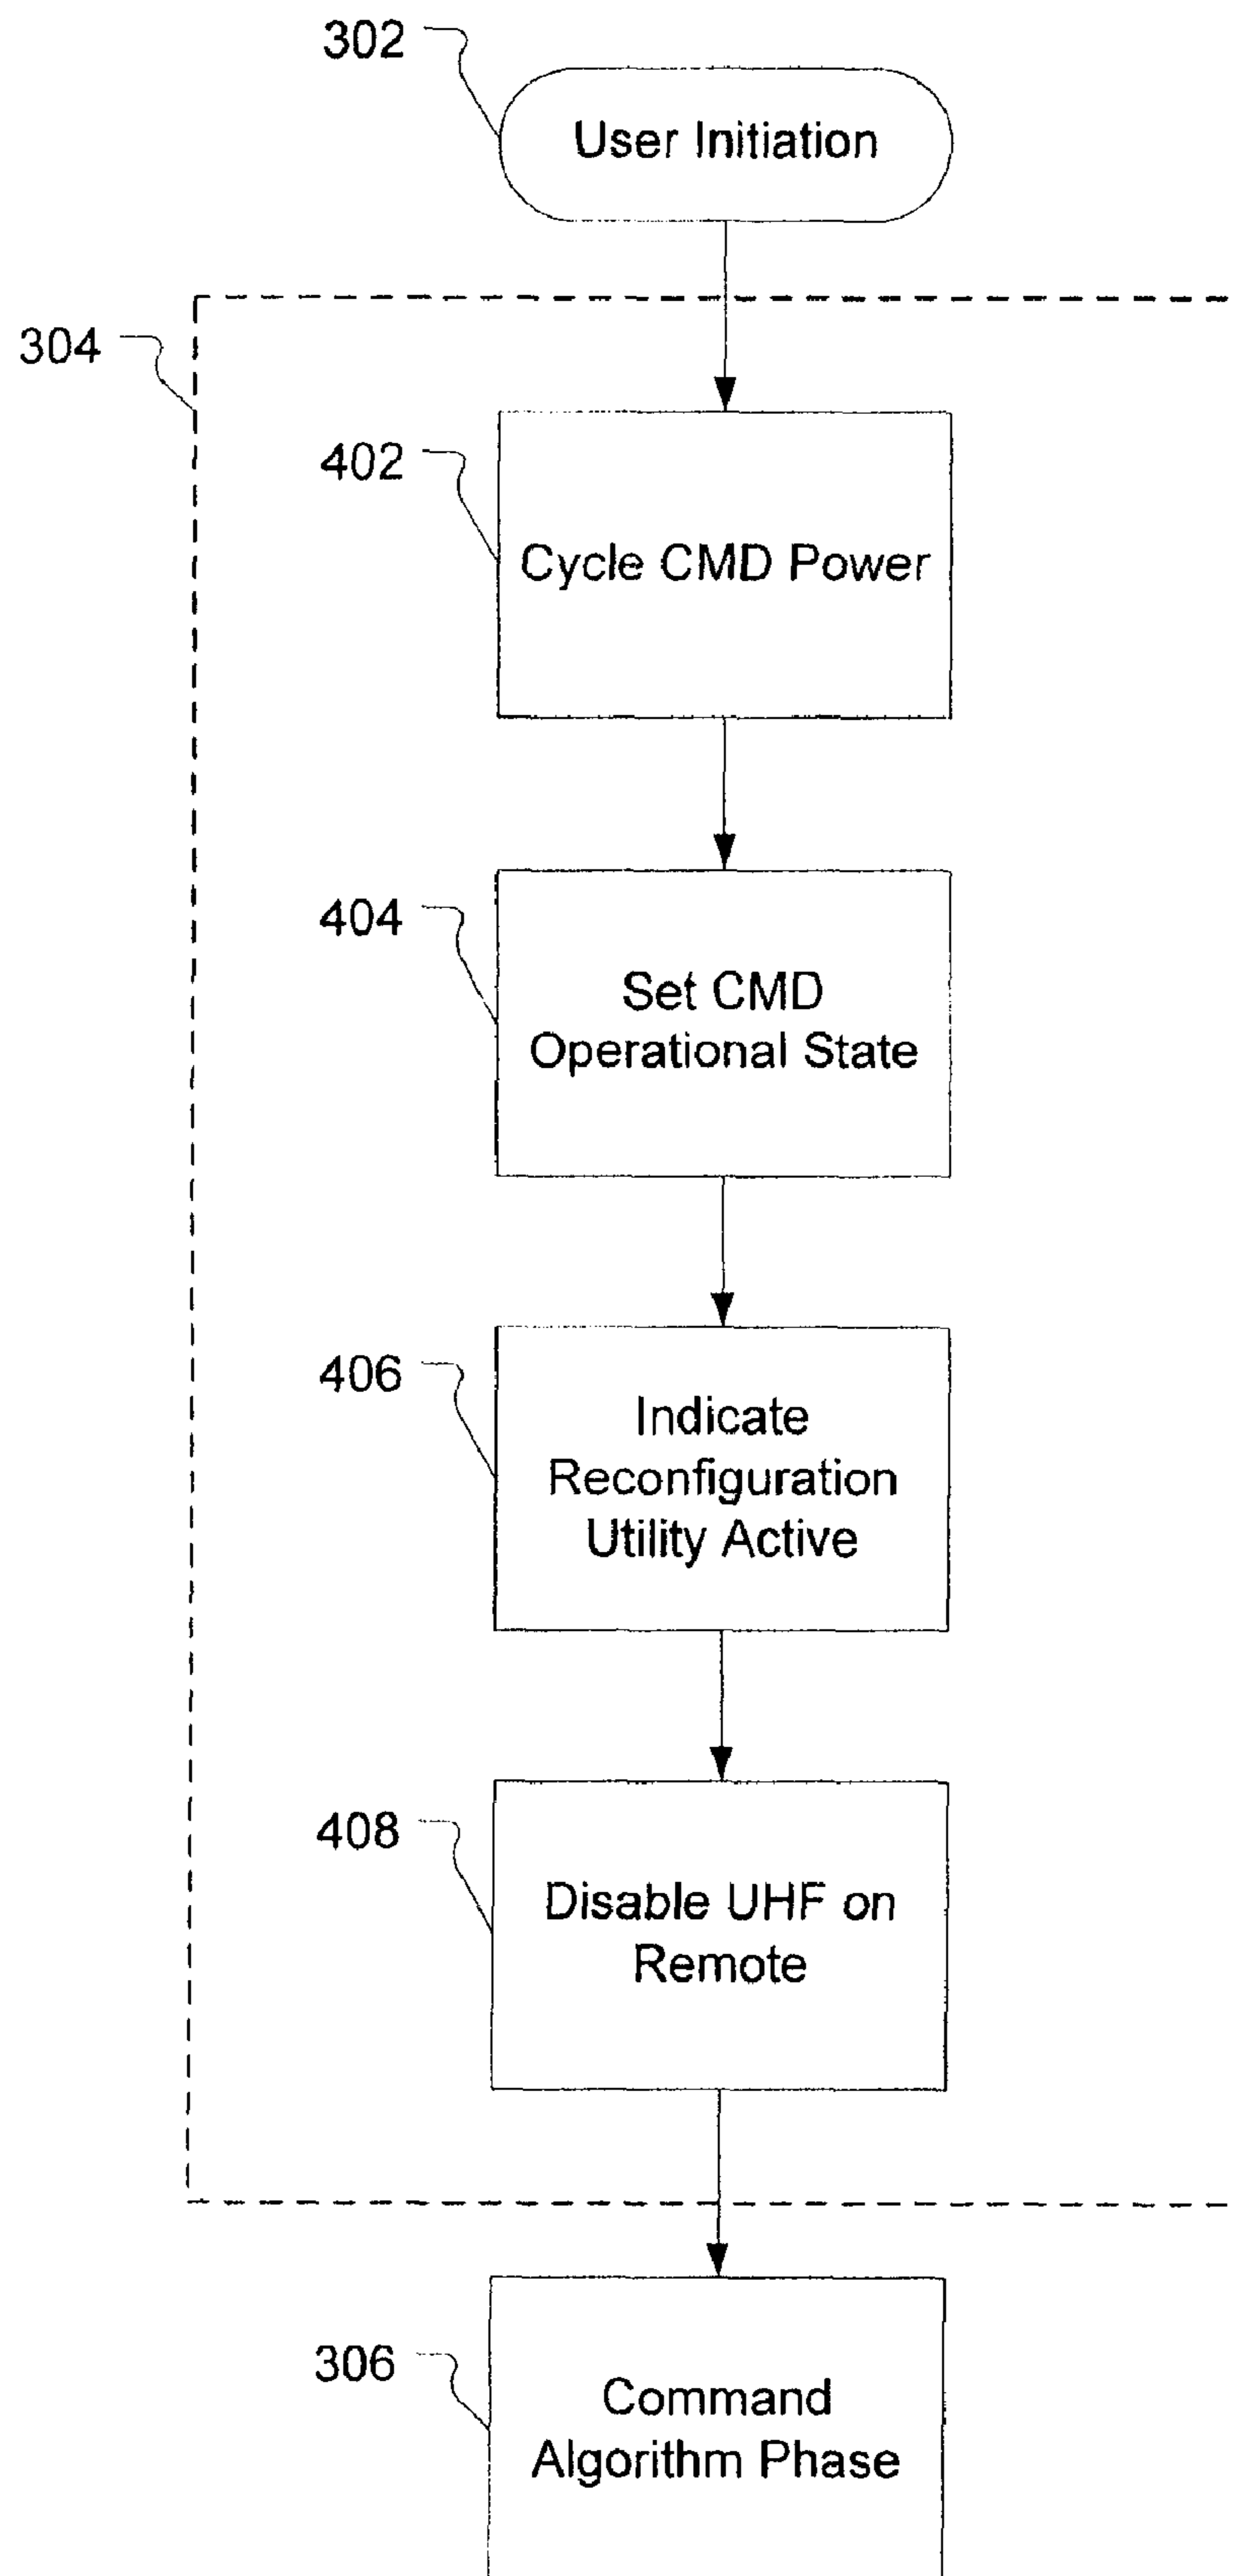 302
User Initiation
304
402
Cycle CMD Power
404
Set CMD
Operational State
406
Indicate
Reconfiguration
Utility Active
408
Disable UHF on
Remote
306
Command
Algorithm Phase